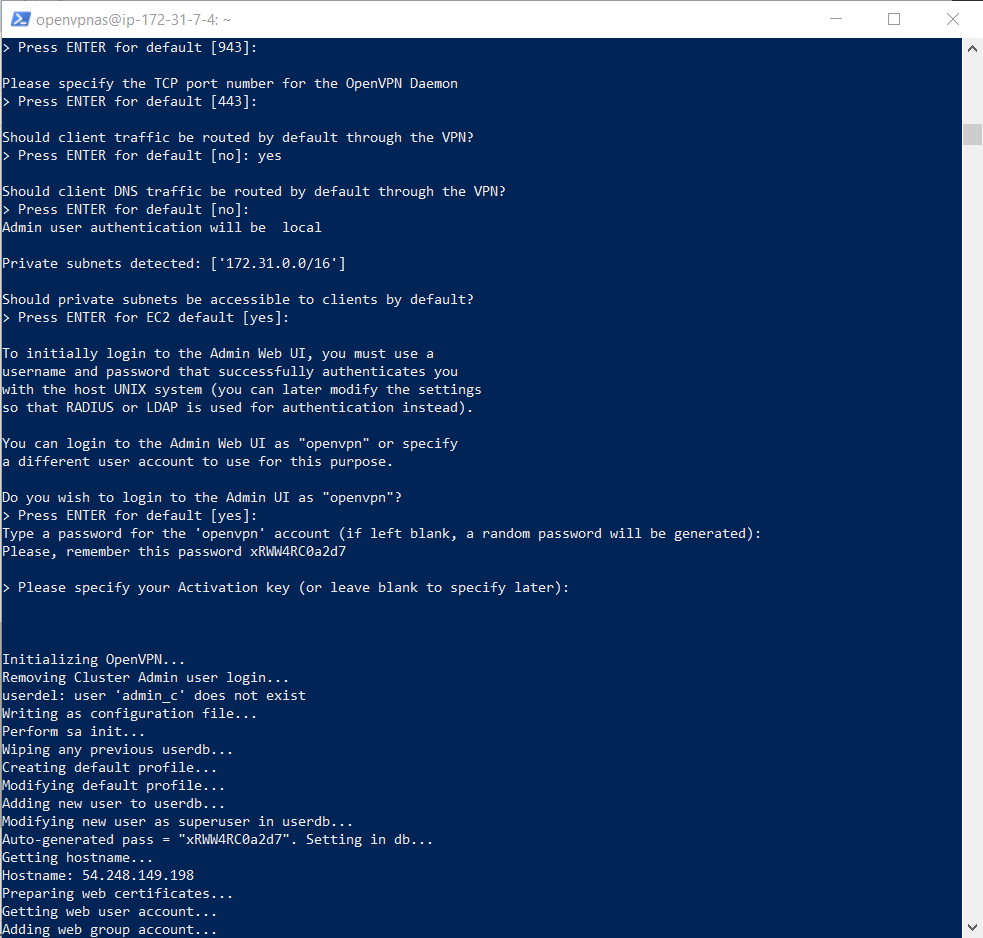 openvpnas@ip-172-31-7-4: ~
> Press ENTER for default [943]:
Please specify the TCP port number for the OpenVPN Daemon
> Press ENTER for default [443]:
Should client traffic be routed by default through the VPN?
> Press ENTER for default [no]: yes
Should client DNS traffic be routed by default through the VPN?
> Press ENTER for default [no]:
Admin user authentication will be  local
Private subnets detected: ['172.31.0.0/16']
Should private subnets be accessible to clients by default?
> Press ENTER for EC2 default [yes]:
To initially login to the Admin Web UI, you must use a
username and password that successfully authenticates you
with the host UNIX system (you can later modify the settings
so that RADIUS or LDAP is used for authentication instead).
You can login to the Admin Web UI as "openvpn" or specify
a different user account to use for this purpose.
Do you wish to login to the Admin UI as "openvpn"?
> Press ENTER for default [yes]:
Type a password for the 'openvpn' account (if left blank, a random password will be generated):
Please, remember this password xRWW4RC0a2d7
> Please specify your Activation key (or leave blank to specify later):
Initializing OpenVPN...
Removing Cluster Admin user login...
userdel: user 'admin_c' does not exist
Writing as configuration file...
Perform sa init...
Wiping any previous userdb...
Creating default profile...
Modifying default profile...
Adding new user to userdb...
Modifying new user as superuser in userdb...
Auto-generated pass = "xRWW4RC0a2d7". Setting in db...
Getting hostname...
Hostname: 54.248.149.198
Preparing web certificates...
Getting web user account...
Adding web group account...